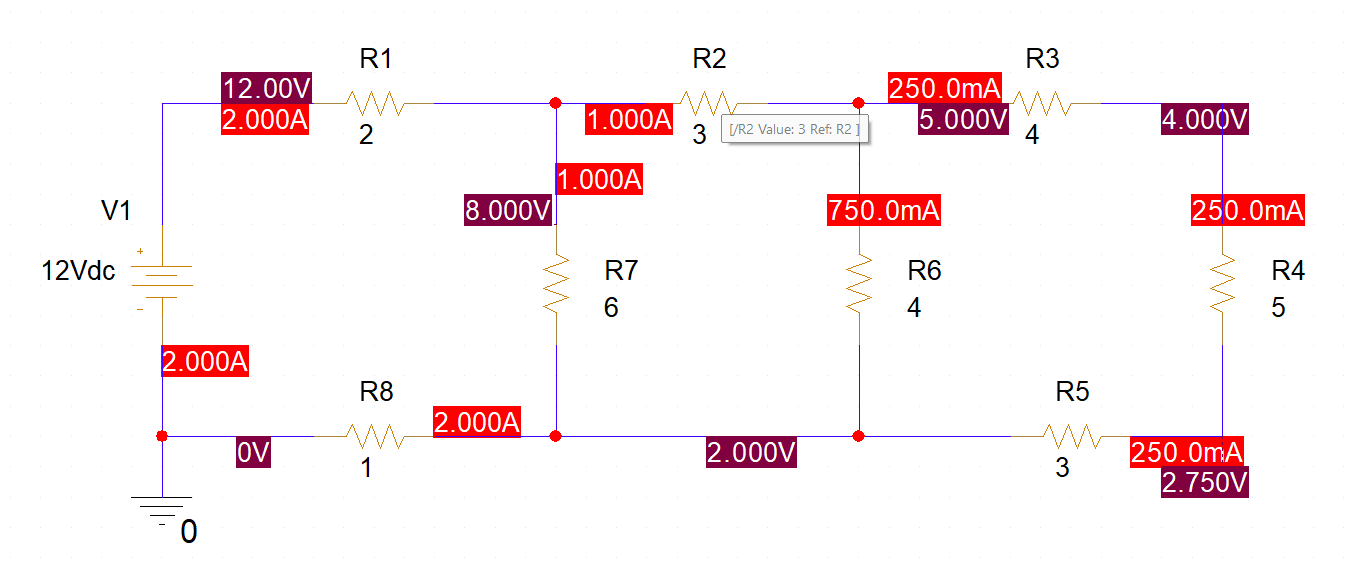 R1
R2
R3
12.00V
2.000A
2
1.000A
3
[/R2 Value: 3 Ref: R2 ]
250.0mA
5.000V
4
4.000V
1.000A
8.000V
750.0mA
250.0mA
V1
+
12Vdc
-
R7
6
R6
4
R4
5
2.000A
R8
2.000A
R5
0V
1
2.000V
3
250.0mA
2.750V
0